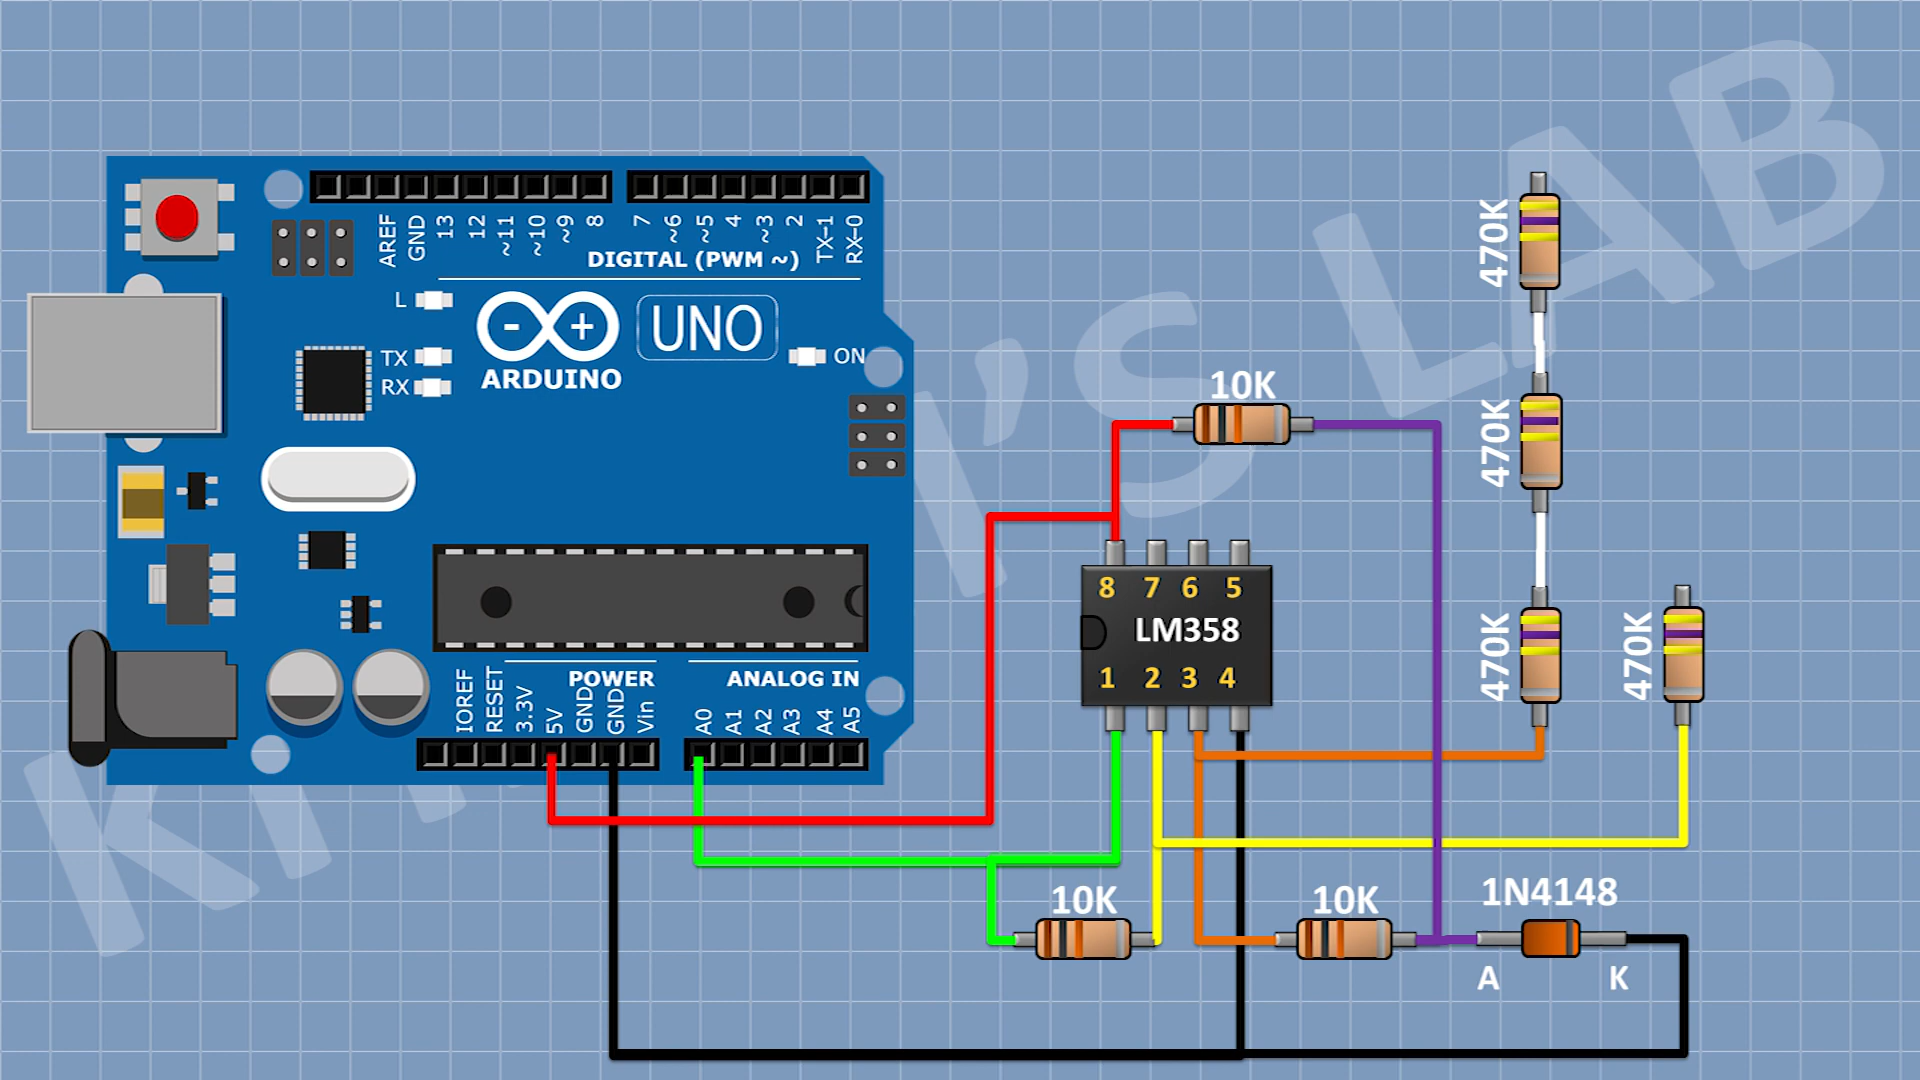 AREF
GND
13
12
~11
~10
~9
8
7
~6
~5
4
~3
2
TX-1
RX-0
DIGITAL (PWM ~)
L
TX
RX
- +
ARDUINO
UNO
ON
POWER
ANALOG IN
IOREF
RESET
3.3V
5V
GND
GND
Vin
A0
A1
A2
A3
A4
A5
10K
470K
470K
470K
470K
8 7 6 5
LM358
1 2 3 4
10K
10K
1N4148
A
K
I'S LAB